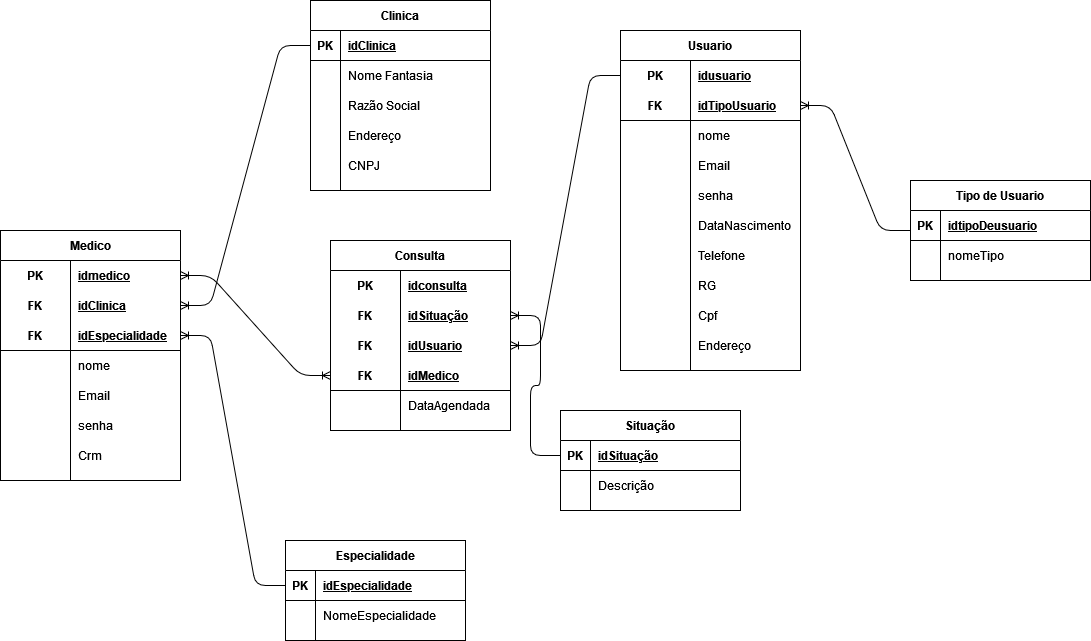 Clinica
PK idClinica
Nome Fantasia
Razão Social
Endereço
CNPJ
Usuario
PK idusuario
FK idTipoUsuario
nome
Email
senha
DataNascimento
Telefone
RG
Cpf
Endereço
Tipo de Usuario
PK idtipoDeusuario
nomeTipo
Medico
PK idmedico
FK idClinica
FK idEspecialidade
nome
Email
senha
Crm
Consulta
PK idconsulta
FK idSituação
FK idUsuario
FK idMedico
DataAgendada
Situação
PK idSituação
Descrição
Especialidade
PK idEspecialidade
NomeEspecialidade